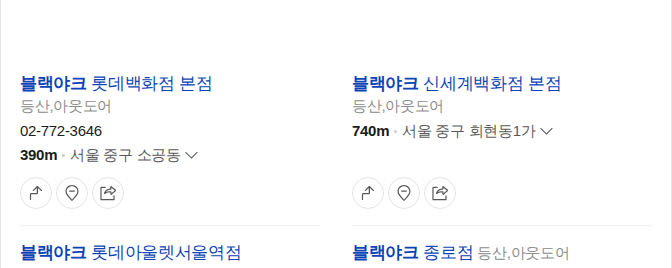 블랙야크 롯데백화점 본점
등산,아웃도어
02-772-3646
390m · 서울 중구 소공동
블랙야크 신세계백화점 본점
등산,아웃도어
740m · 서울 중구 회현동1가
블랙야크 롯데아울렛서울역점
블랙야크 종로점 등산,아웃도어